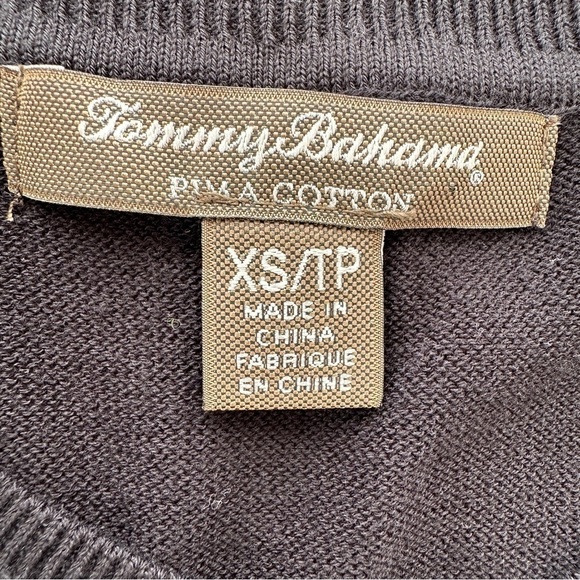 Tommy Bahama®
PIMA COTTON
XS/TP
MADE IN
CHINA
FABRIQUE
EN CHINE